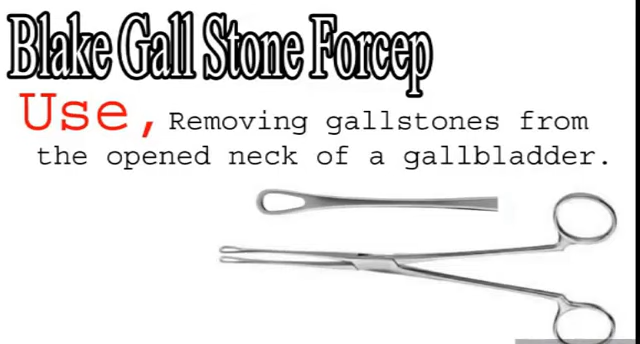 Blake Gall Stone Forcep
Use, Removing gallstones from
the opened neck of a gallbladder.